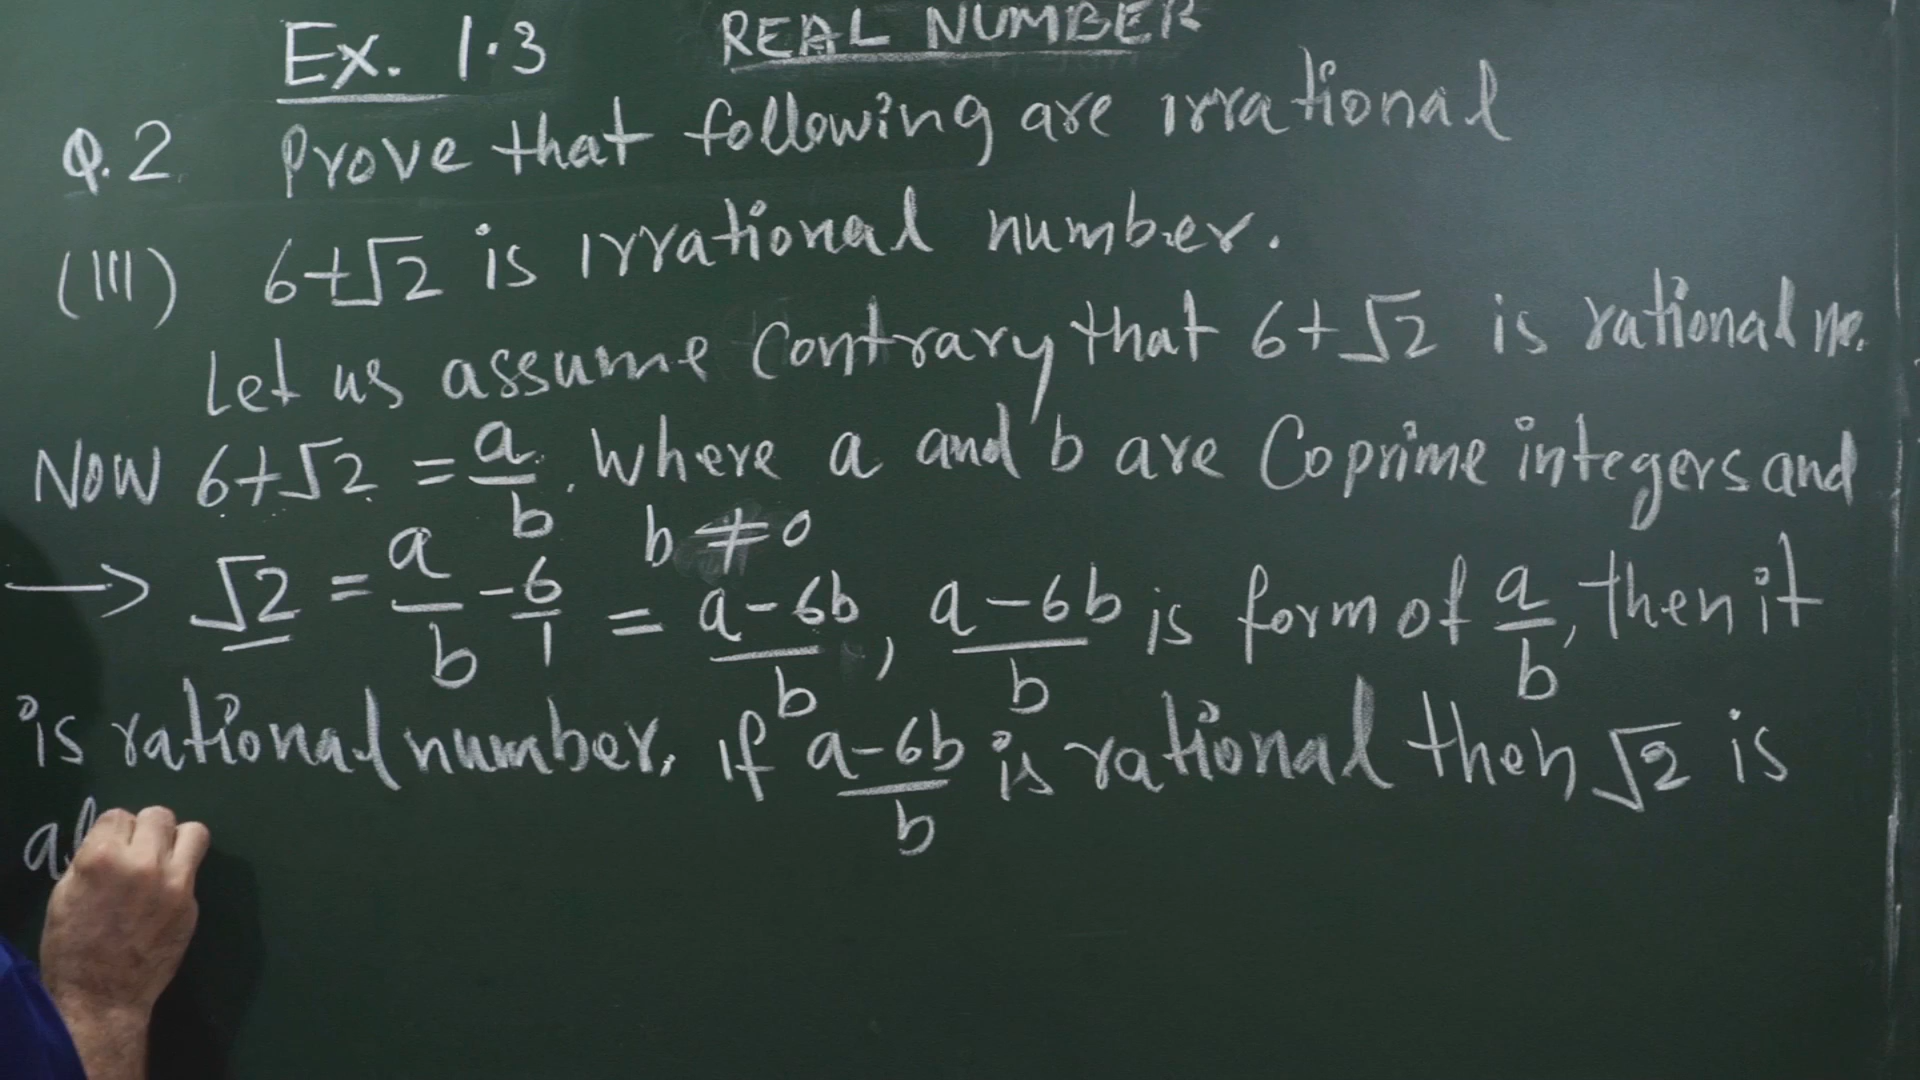 Ex. 1.3 REAL NUMBER
Q.2. Prove that following are irrational
(III) 6+√2 is irrational number.
Let us assume Contrary that 6+√2 is rational no.
Now 6+√2 = a/b, where a and b are Coprime integers and
b ≠ 0
→ √2 = a/b - 6/1 = a-6b/b, a-6b/b is form of a/b, then it
is rational number. if a-6b/b is rational then √2 is